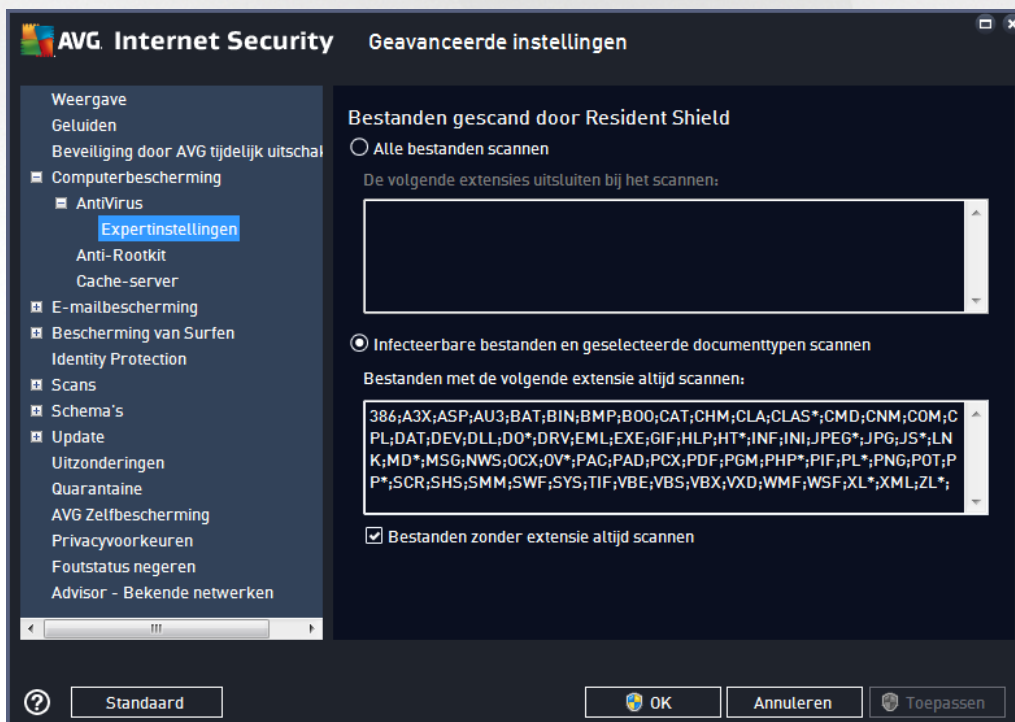 AVG. Internet Security
Geavanceerde instellingen
Weergave
Geluiden
Beveiliging door AVG tijdelijk uitschak
Computerbescherming
AntiVirus
Expertinstellingen
Anti-Rootkit
Cache-server
E-mailbescherming
Bescherming van Surfen
Identity Protection
Scans
Schema's
Update
Uitzonderingen
Quarantaine
AVG Zelfbescherming
Privacyvoorkeuren
Foutstatus negeren
Advisor - Bekende netwerken
Bestanden gescand door Resident Shield
Alle bestanden scannen
De volgende extensies uitsluiten bij het scannen:
Infecteerbare bestanden en geselecteerde documenttypen scannen
Bestanden met de volgende extensie altijd scannen:
386;A3X;ASP;AU3;BAT;BIN;BMP;BOO;CAT;CHM;CLA;CLAS*;CMD;CNM;COM;C
PL;DAT;DEV;DLL;DO*;DRV;EML;EXE;GIF;HLP;HT*;INF;INI;JPEG*;JPG;JS*;LN
K;MD*;MSG;NWS;OCX;OV*;PAC;PAD;PCX;PDF;PGM;PHP*;PIF;PL*;PNG;POT;P
P*;SCR;SHS;SMM;SWF;SYS;TIF;VBE;VBS;VBX;VXD;WMF;WSF;XL*;XML;ZL*;
Bestanden zonder extensie altijd scannen
?
Standaard
OK
Annuleren
Toepassen